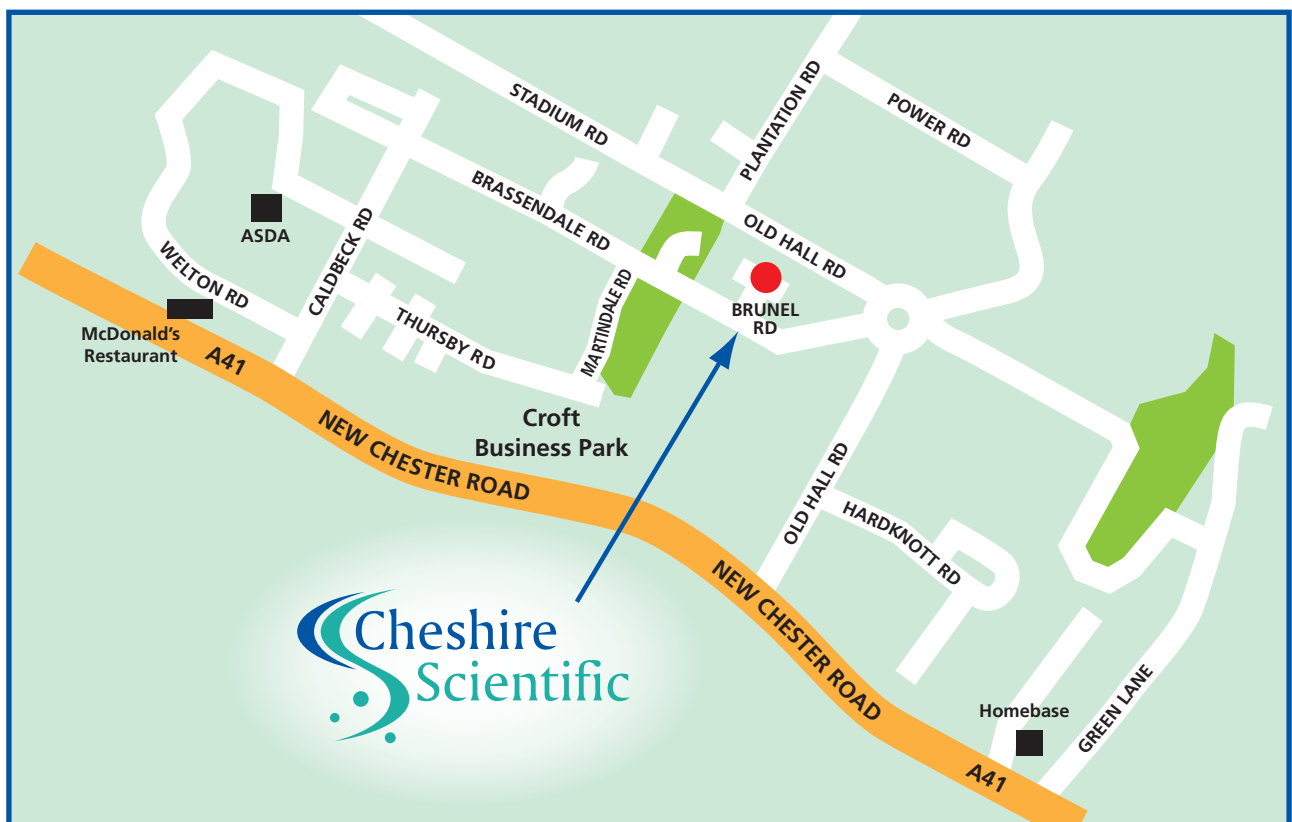 STADIUM RD
PLANTATION RD
POWER RD
BRASSENDALE RD
OLD HALL RD
ASDA
CALDBECK RD
WELTON RD
MARTINDALE RD
BRUNEL
RD
McDonald's
Restaurant
A41
THURSBY RD
Croft
Business Park
NEW CHESTER ROAD
OLD HALL RD
HARDKNOTT RD
NEW CHESTER ROAD
Cheshire
Scientific
Homebase
GREEN LANE
A41